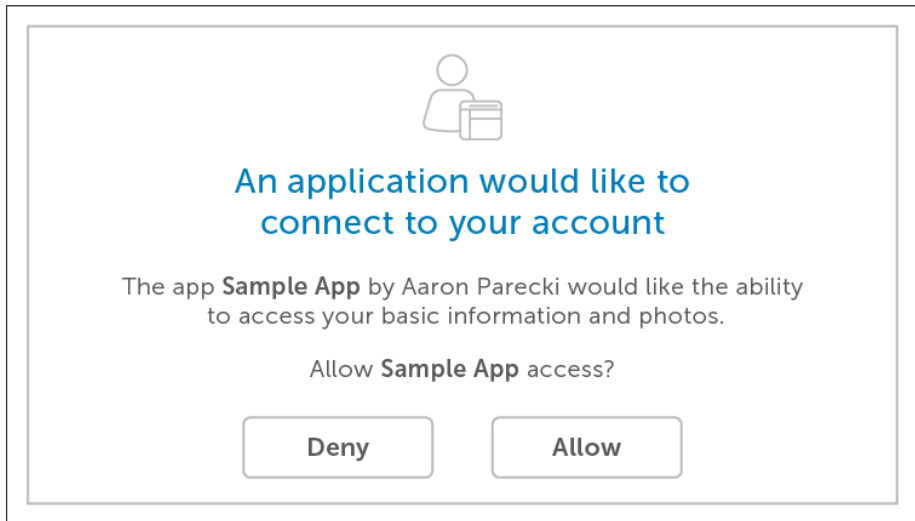 An application would like to
connect to your account
The app Sample App by Aaron Parecki would like the ability
to access your basic information and photos.
Allow Sample App access?
Deny Allow